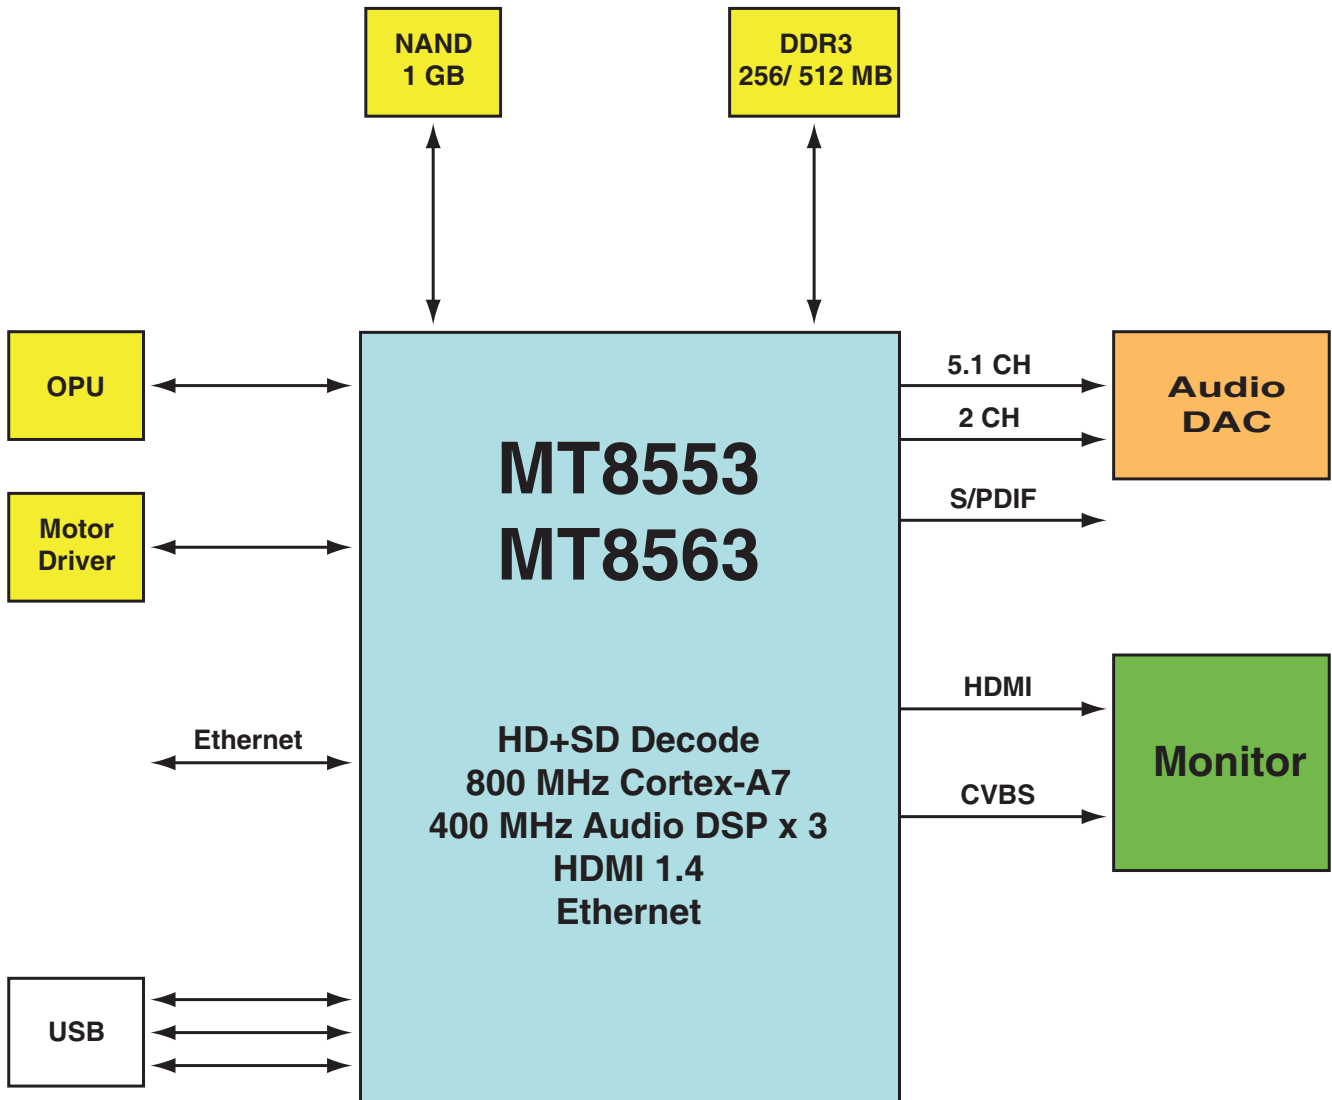 NAND
1 GB
DDR3
256/ 512 MB
OPU
5.1 CH
Audio
DAC
2 CH
MT8553
MT8563
S/PDIF
Motor
Driver
HDMI
Ethernet
HD+SD Decode
800 MHz Cortex-A7
400 MHz Audio DSP x 3
HDMI 1.4
Ethernet
Monitor
CVBS
USB